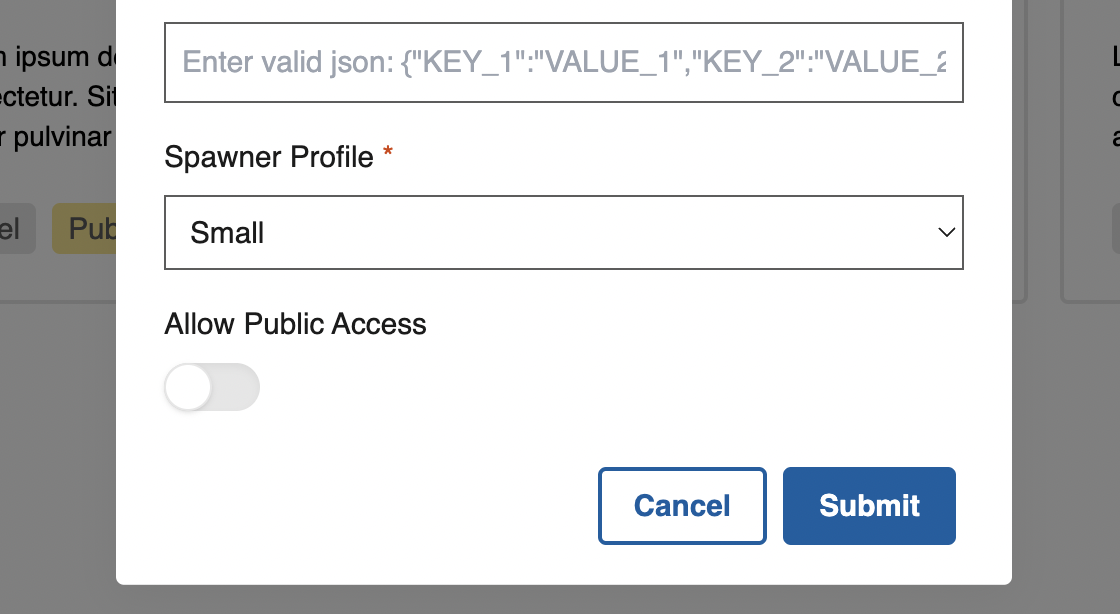 Enter valid json: {"KEY_1":"VALUE_1","KEY_2":"VALUE_2
ipsum
ectetur. Sit
r pulvinar
Spawner Profile *
el
Pub
Small
Allow Public Access
Cancel
Submit